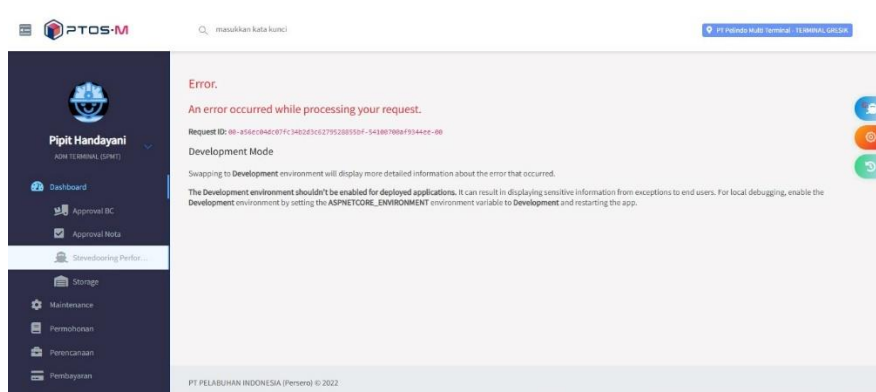 PTOS-M
masukkan kata kunci
PT Pelindo Multi Terminal - TERMINAL GRESIK
Pipit Handayani
ADM TERMINAL (SPMT)
Dashboard
Approval BC
Approval Nota
Stevedooring Perfor...
Storage
Maintenance
Permohonan
Perencanaan
Pembayaran
Error.
An error occurred while processing your request.
Request ID:
Development Mode
Swapping to Development environment will display more detailed information about the error that occurred.
The Development environment shouldn't be enabled for deployed applications. It can result in displaying sensitive information from exceptions to end users. For local debugging, enable the
Development environment by setting the ASPNETCORE_ENVIRONMENT environment variable to Development and restarting the app.
PT PELABUHAN INDONESIA (Persero) © 2022